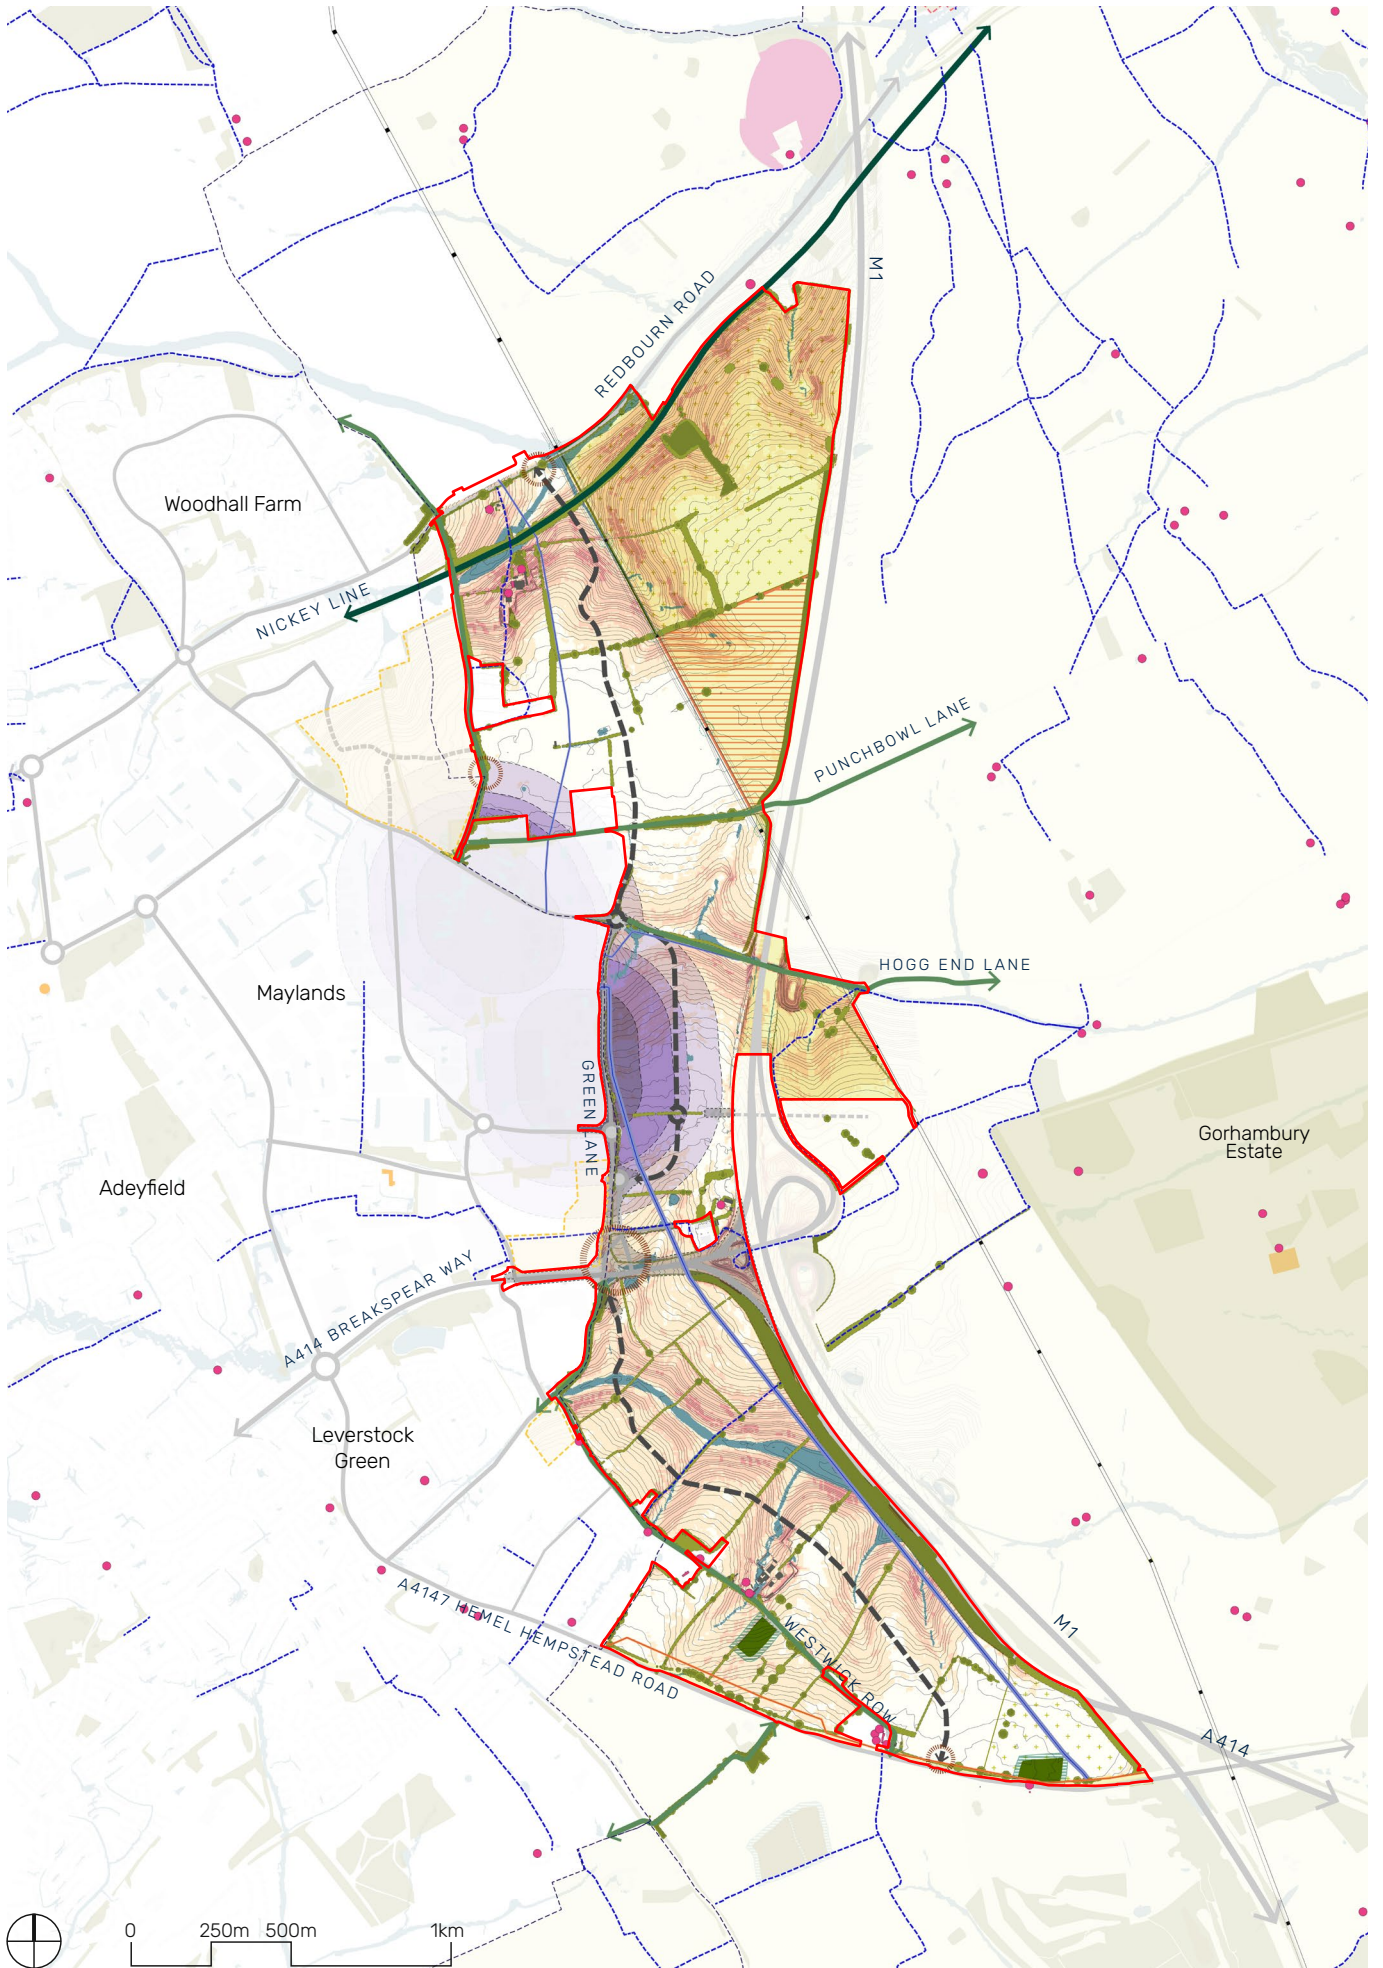 REDBOURN ROAD
M1
Woodhall Farm
NICKEY LINE
PUNCHBOWL LANE
HOGG END LANE
Maylands
GREEN LANE
Gorhambury
Estate
Adeyfield
A414 BREAKSPEAR WAY
Leverstock
Green
A4147 HEMEL HEMPSTEAD ROAD
WESTWICK ROW
M1
A414
0 250m 500m 1km